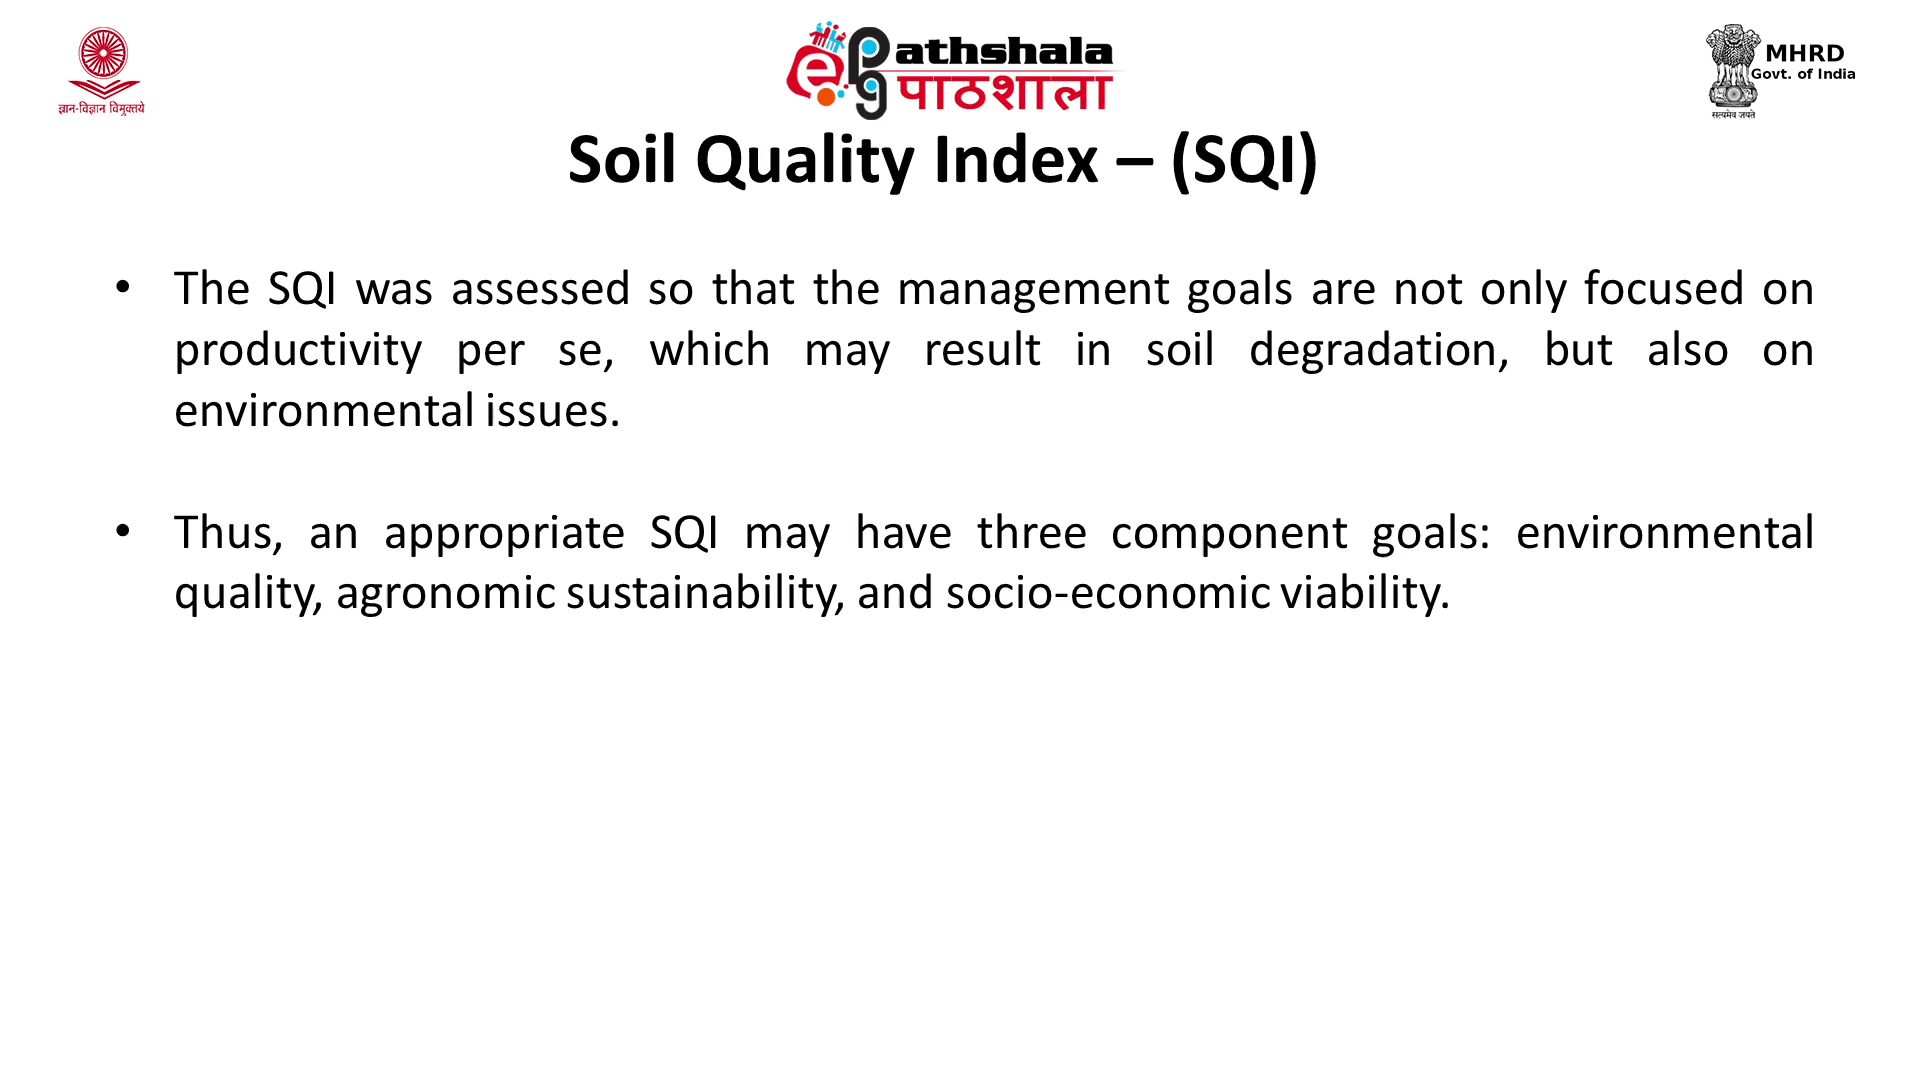 ज्ञान-विज्ञान विमुक्तये
e PG athshala
पाठशाला
MHRD
Govt. of India
सत्यमेव जयते
Soil Quality Index – (SQI)
• The SQI was assessed so that the management goals are not only focused on
productivity per se, which may result in soil degradation, but also on
environmental issues.
• Thus, an appropriate SQI may have three component goals: environmental
quality, agronomic sustainability, and socio-economic viability.